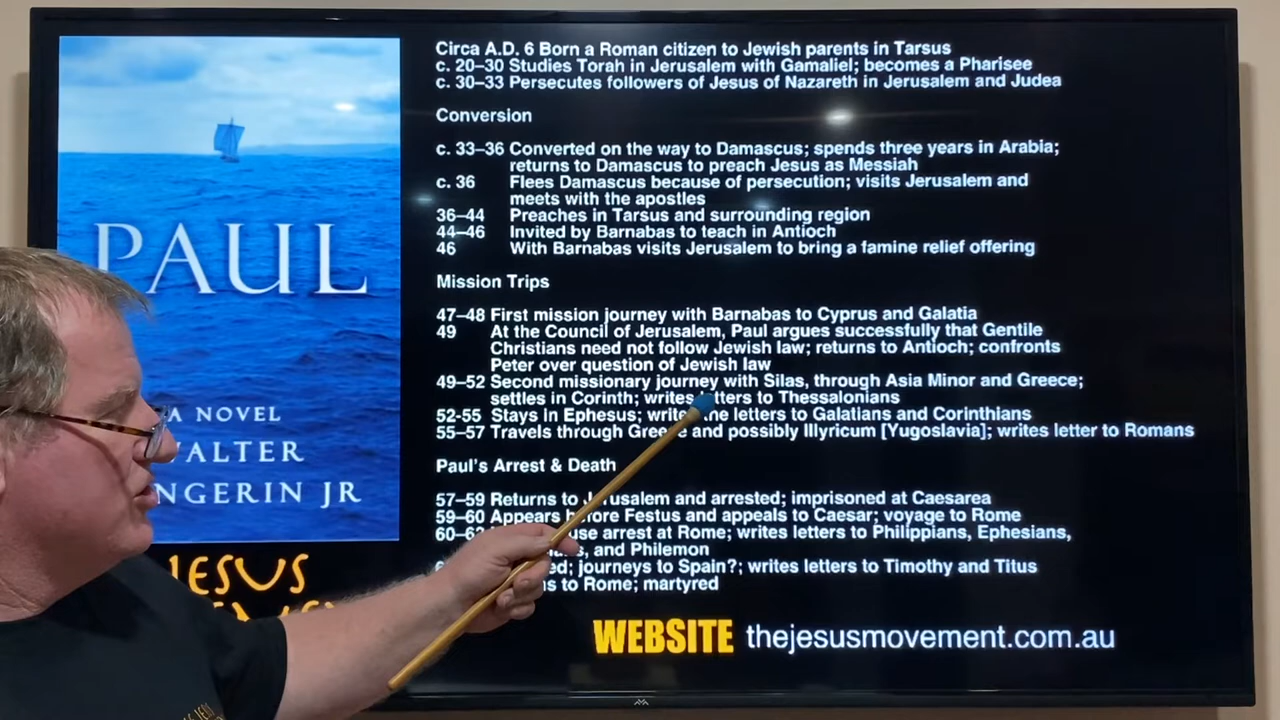 PAUL
A NOVEL
WALTER
NGERIN JR
JESUS
Circa A.D. 6 Born a Roman citizen to Jewish parents in Tarsus
c. 20–30 Studies Torah in Jerusalem with Gamaliel; becomes a Pharisee
c. 30–33 Persecutes followers of Jesus of Nazareth in Jerusalem and Judea
Conversion
c. 33–36 Converted on the way to Damascus; spends three years in Arabia;
returns to Damascus to preach Jesus as Messiah
c. 36 Flees Damascus because of persecution; visits Jerusalem and
meets with the apostles
36–44 Preaches in Tarsus and surrounding region
44–46 Invited by Barnabas to teach in Antioch
46 With Barnabas visits Jerusalem to bring a famine relief offering
Mission Trips
47–48 First mission journey with Barnabas to Cyprus and Galatia
49 At the Council of Jerusalem, Paul argues successfully that Gentile
Christians need not follow Jewish law; returns to Antioch; confronts
Peter over question of Jewish law
49–52 Second missionary journey with Silas, through Asia Minor and Greece;
settles in Corinth; writes letters to Thessalonians
52-55 Stays in Ephesus; writes the letters to Galatians and Corinthians
55–57 Travels through Greece and possibly Illyricum [Yugoslavia]; writes letter to Romans
Paul's Arrest & Death
57–59 Returns to Jerusalem and arrested; imprisoned at Caesarea
59–60 Appears before Festus and appeals to Caesar; voyage to Rome
arrest at Rome; writes letters to Philippians, Ephesians,
and Philemon
journeys to Spain?; writes letters to Timothy and Titus
to Rome; martyred
WEBSITE thejesusmovement.com.au